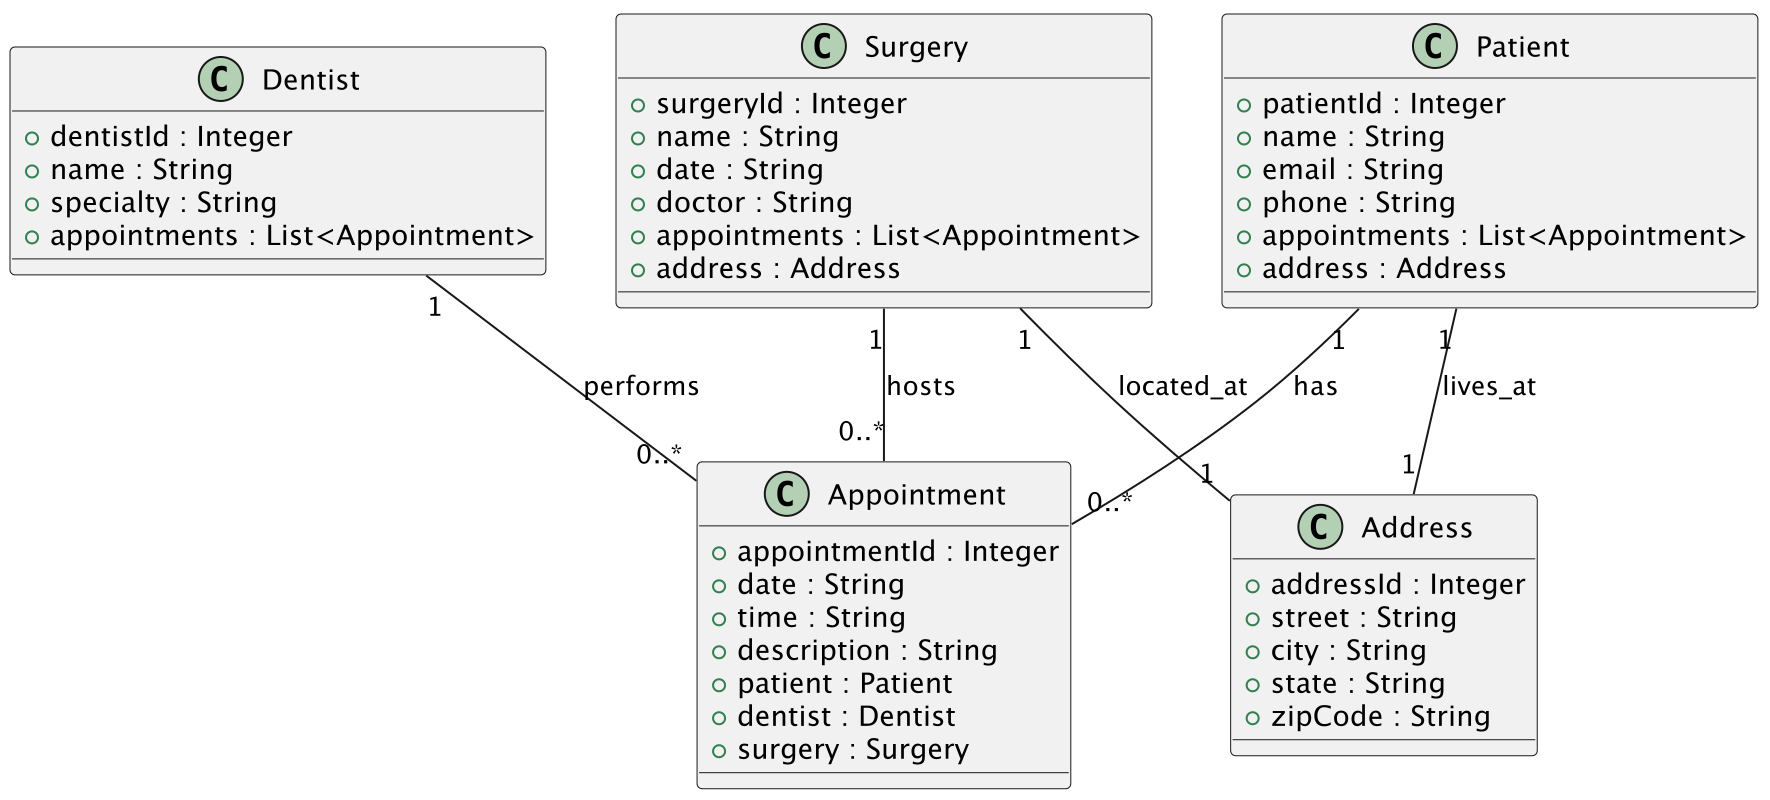 C Dentist
dentistId : Integer
name : String
specialty : String
appointments : List<Appointment>
C Surgery
surgeryId : Integer
name : String
date : String
doctor : String
appointments : List<Appointment>
address : Address
C Patient
patientId : Integer
name : String
email : String
phone : String
appointments : List<Appointment>
address : Address
1
performs
0..*
1
hosts
0..*
1
located_at
1
1
has
0..*
1
lives_at
1
C Appointment
appointmentId : Integer
date : String
time : String
description : String
patient : Patient
dentist : Dentist
surgery : Surgery
C Address
addressId : Integer
street : String
city : String
state : String
zipCode : String